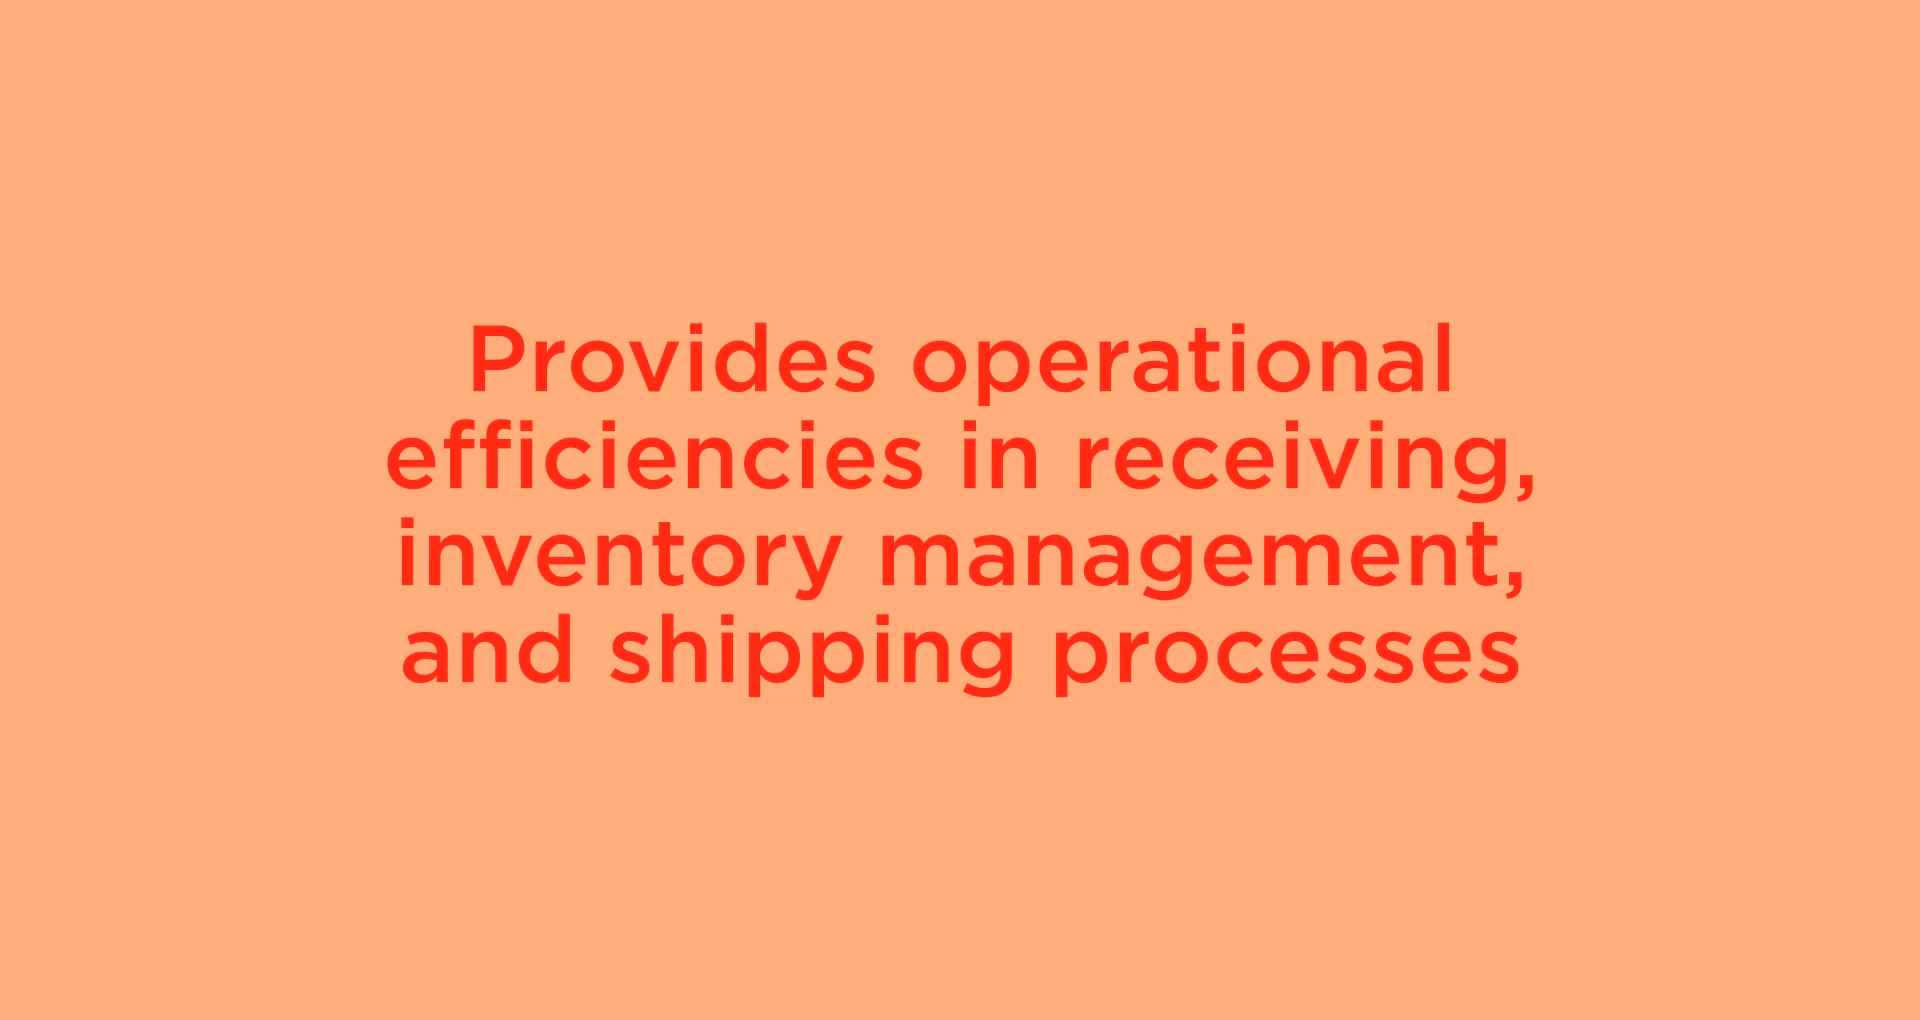 Provides operational
efficiencies in receiving,
inventory management,
and shipping processes